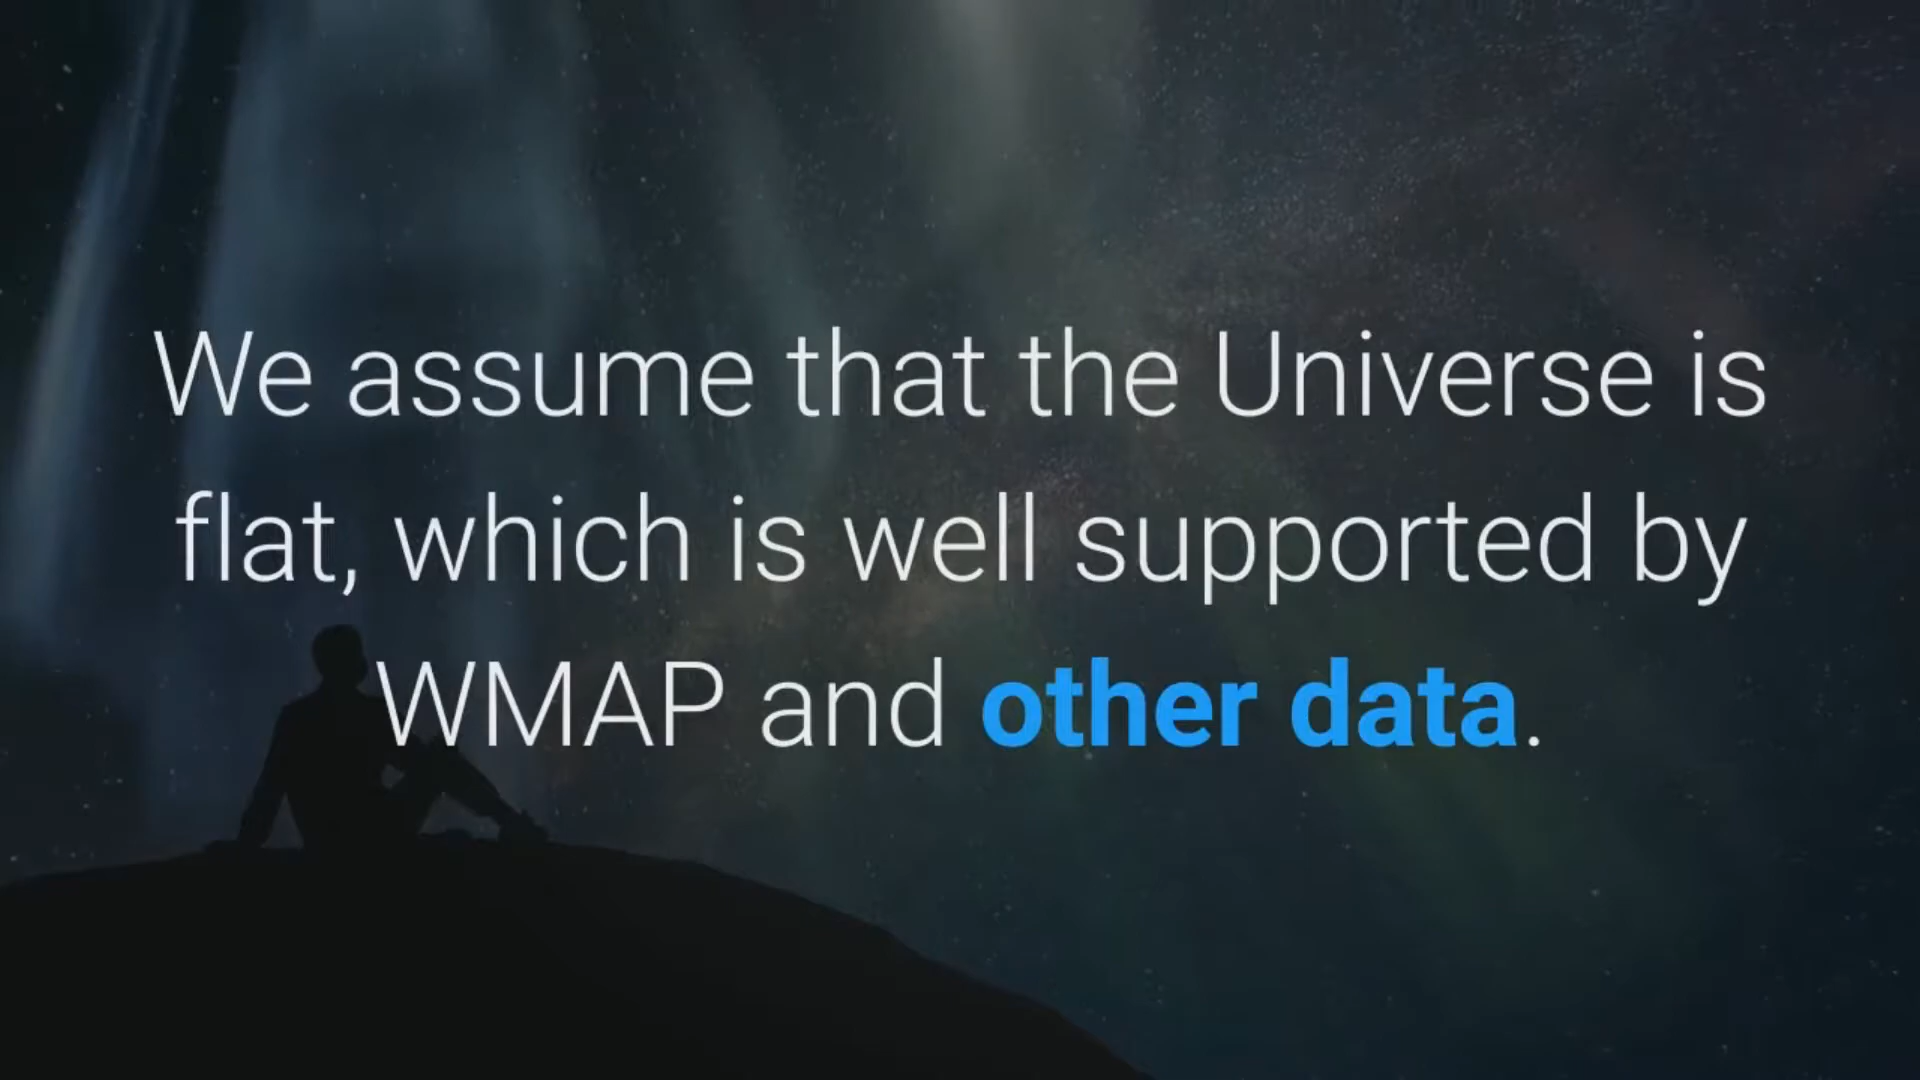 We assume that the Universe is
flat, which is well supported by
WMAP and other data.